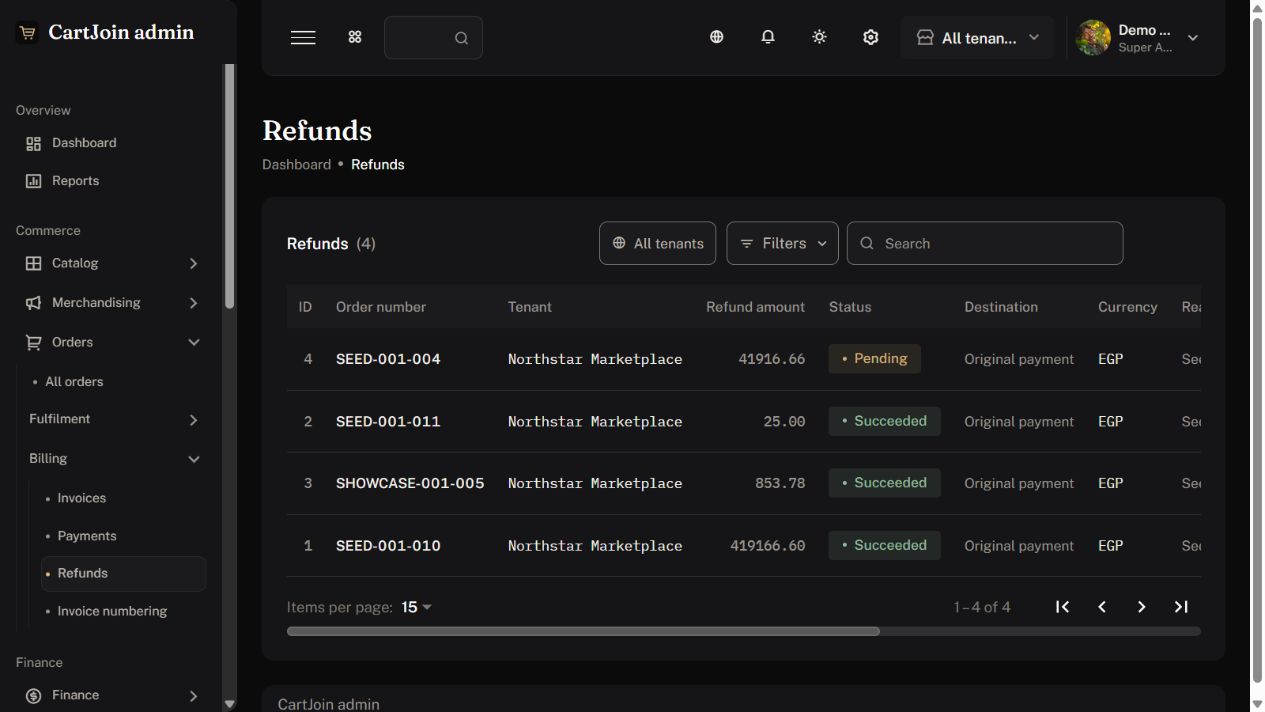 CartJoin admin
All tenan...
Demo ...
Super A...
Overview
Dashboard
Reports
Commerce
Catalog
Merchandising
Orders
All orders
Fulfilment
Billing
Invoices
Payments
Refunds
Invoice numbering
Finance
Finance
Refunds
Dashboard • Refunds
Refunds (4)
All tenants
Filters
Search
ID Order number Tenant Refund amount Status Destination Currency Rea
4 SEED-001-004 Northstar Marketplace 41916.66 • Pending Original payment EGP See
2 SEED-001-011 Northstar Marketplace 25.00 • Succeeded Original payment EGP See
3 SHOWCASE-001-005 Northstar Marketplace 853.78 • Succeeded Original payment EGP See
1 SEED-001-010 Northstar Marketplace 419166.60 • Succeeded Original payment EGP See
Items per page: 15
1–4 of 4
CartJoin admin